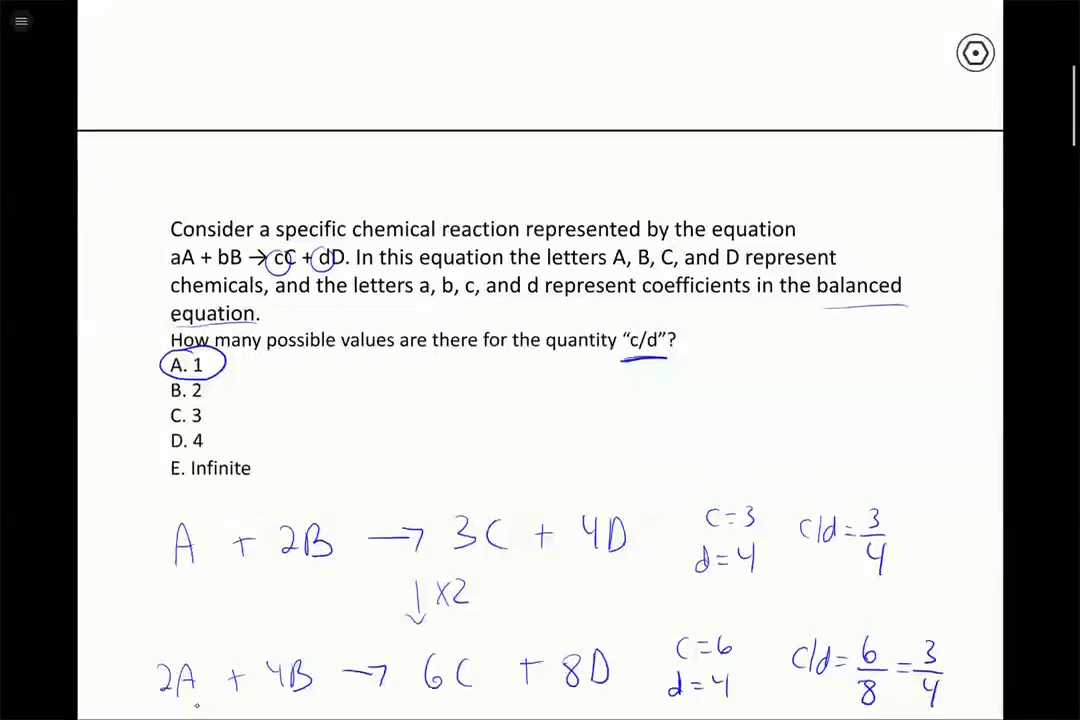 Consider a specific chemical reaction represented by the equation
aA + bB → cC + dD. In this equation the letters A, B, C, and D represent
chemicals, and the letters a, b, c, and d represent coefficients in the balanced
equation.
How many possible values are there for the quantity “c/d”?
A. 1
B. 2
C. 3
D. 4
E. Infinite
A + 2B → 3C + 4D c=3 c/d = 3/4
d=4
↓ x2
2A + 4B → 6C + 8D c=6 c/d = 6/8 = 3/4
d=4